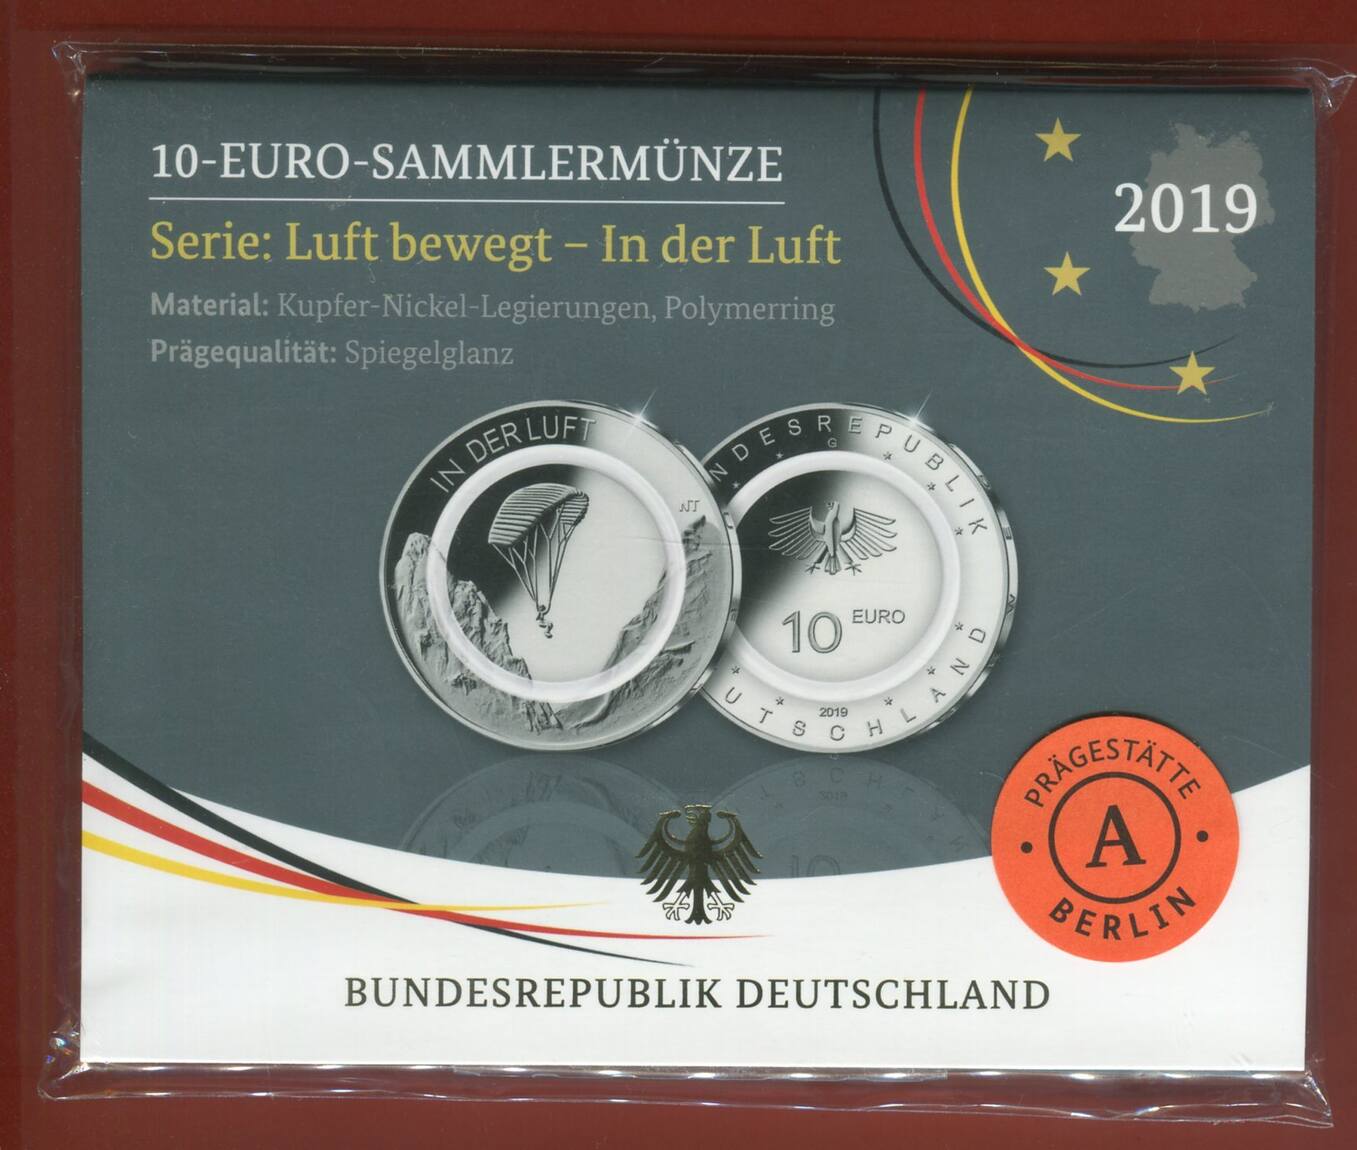 10-EURO-SAMMLERMÜNZE
Serie: Luft bewegt – In der Luft
Material: Kupfer-Nickel-Legierungen, Polymerring
Prägequalität: Spiegelglanz
2019
IN DER LUFT
NT
NDESREPUBLIK
G
10 EURO
2019
UTSCHLAND
PRÄGESTÄTTE
A
BERLIN
BUNDESREPUBLIK DEUTSCHLAND